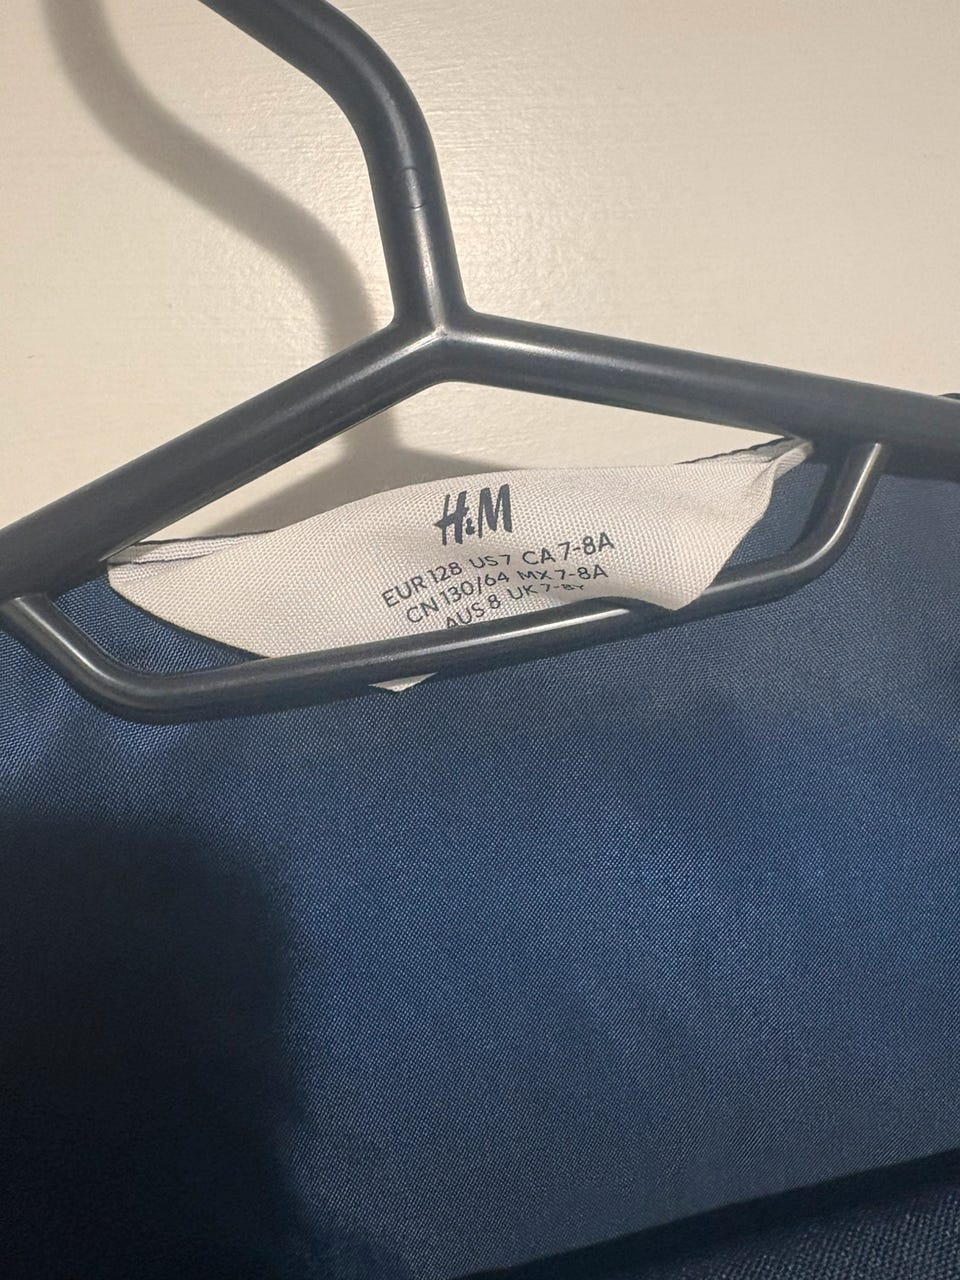 H&M
EUR 128 US 7 CA 7-8A
CN 130/64 MX 7-8A
AUS 8 UK 7-8Y